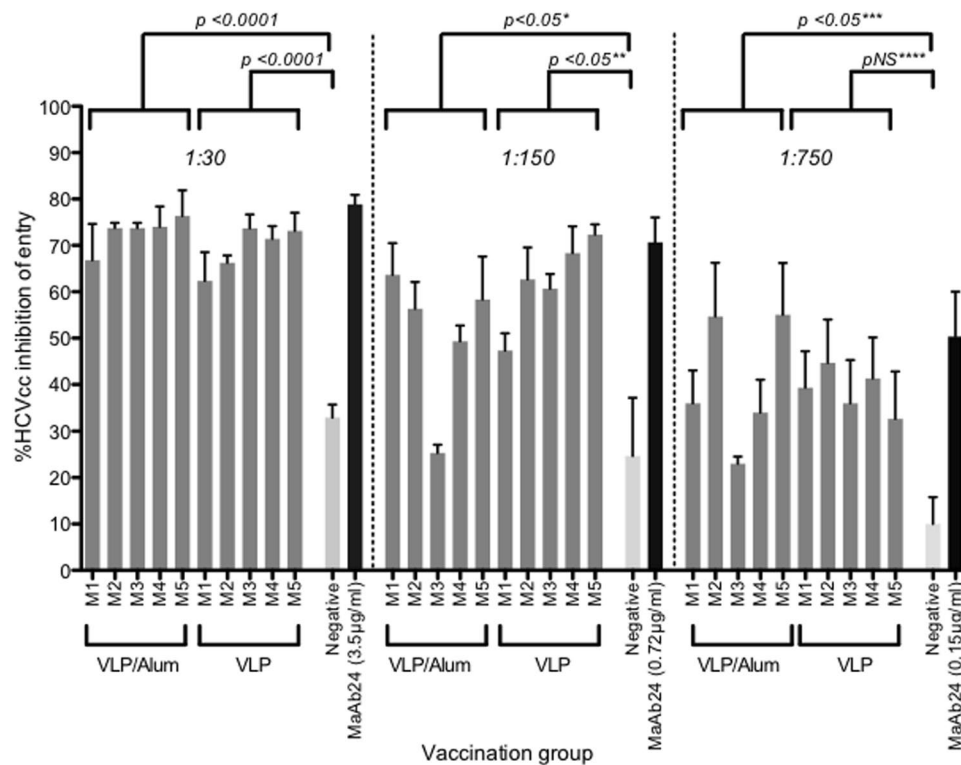 p <0.0001
p<0.05*
p <0.05***
p <0.0001
p <0.05**
pNS****
1:30
1:150
1:750
%HCVcc inhibition of entry
100
90
80
70
60
50
40
30
20
10
0
M1 M2 M3 M4 M5 M1 M2 M3 M4 M5 Negative MaAb24 (3.5µg/ml)
M1 M2 M3 M4 M5 M1 M2 M3 M4 M5 Negative MaAb24 (0.72µg/ml)
M1 M2 M3 M4 M5 M1 M2 M3 M4 M5 Negative MaAb24 (0.15µg/ml)
VLP/Alum VLP VLP/Alum VLP VLP/Alum VLP
Vaccination group